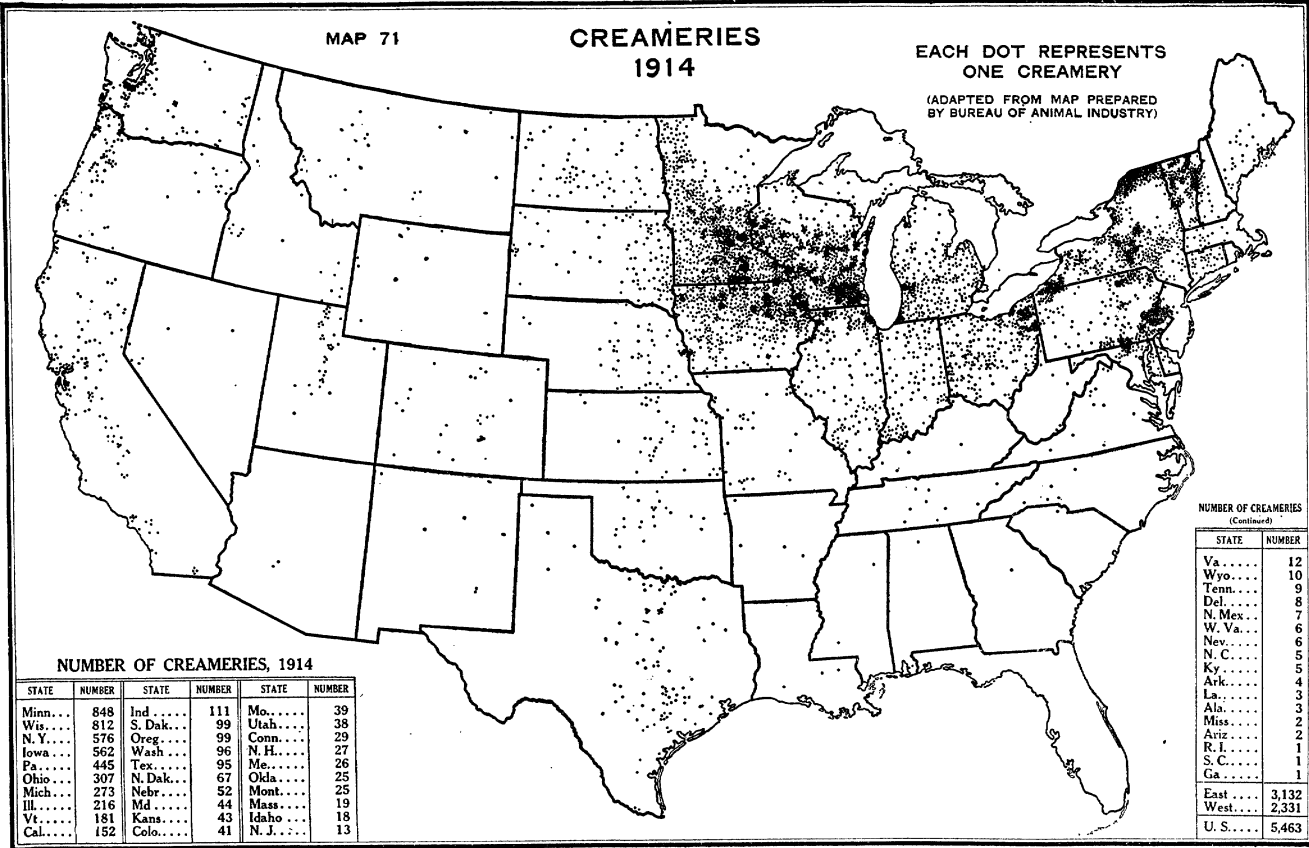 MAP 71
CREAMERIES
1914
EACH DOT REPRESENTS
ONE CREAMERY
(ADAPTED FROM MAP PREPARED
BY BUREAU OF ANIMAL INDUSTRY)
NUMBER OF CREAMERIES, 1914
STATE NUMBER STATE NUMBER STATE NUMBER
Minn... 848 Ind..... 111 Mo...... 39
Wis.... 812 S. Dak... 99 Utah.... 38
N. Y.... 576 Oreg.... 99 Conn.... 29
Iowa... 562 Wash... 96 N. H.... 27
Pa..... 445 Tex..... 95 Me..... 26
Ohio... 307 N. Dak... 67 Okla.... 25
Mich... 273 Nebr.... 52 Mont.... 25
Ill...... 216 Md..... 44 Mass.... 19
Vt..... 181 Kans.... 43 Idaho... 18
Cal..... 152 Colo.... 41 N. J..... 13
NUMBER OF CREAMERIES
(Continued)
STATE NUMBER
Va..... 12
Wyo.... 10
Tenn.... 9
Del..... 8
N. Mex... 7
W. Va... 6
Nev..... 6
N. C.... 5
Ky..... 5
Ark.... 4
La..... 3
Ala..... 3
Miss.... 2
Ariz.... 2
R. I..... 1
S. C.... 1
Ga..... 1
East.... 3,132
West.... 2,331
U. S..... 5,463